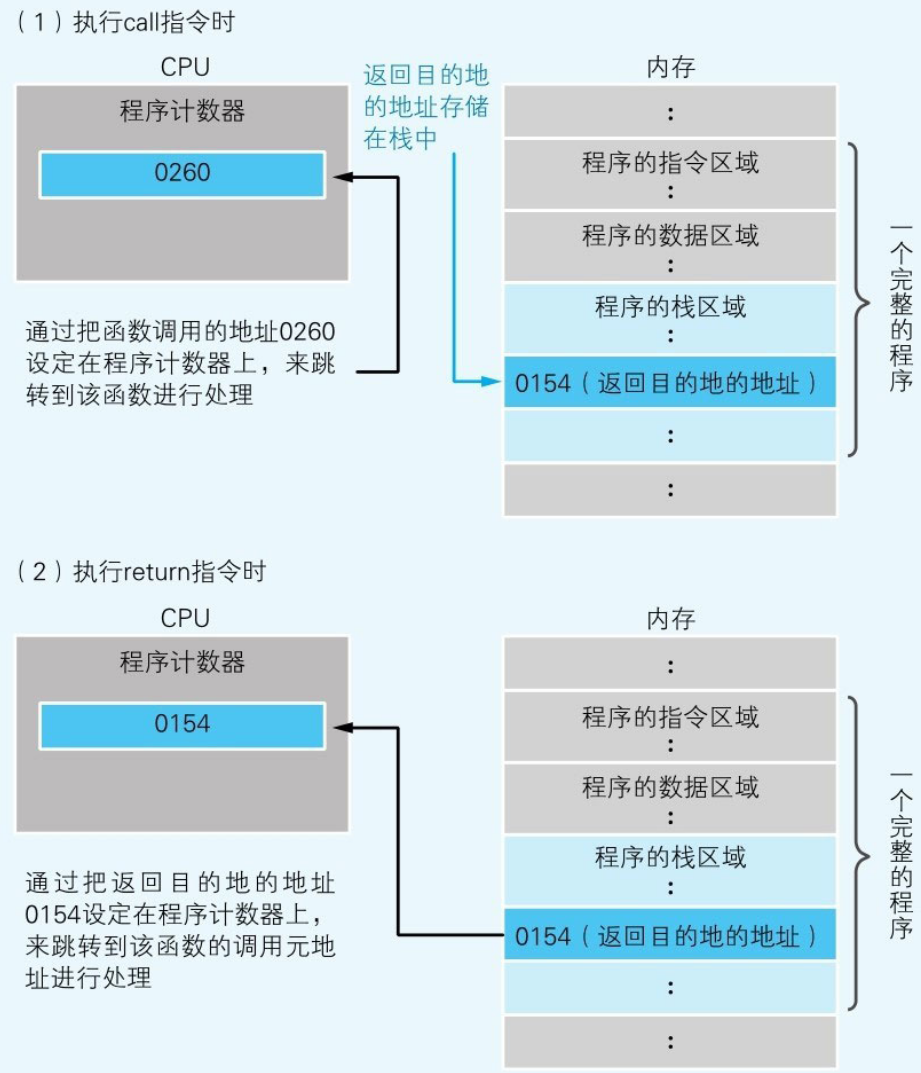 （1）执行call指令时
CPU
程序计数器
0260
通过把函数调用的地址0260
设定在程序计数器上，来跳
转到该函数进行处理
返回目的地
的地址存储
在栈中
内存
：
程序的指令区域
：
程序的数据区域
：
程序的栈区域
：
0154（返回目的地的地址）
：
：
一个完整的程序
（2）执行return指令时
CPU
程序计数器
0154
通过把返回目的地的地址
0154设定在程序计数器上，
来跳转到该函数的调用元地
址进行处理
内存
：
程序的指令区域
：
程序的数据区域
：
程序的栈区域
：
0154（返回目的地的地址）
：
：
一个完整的程序